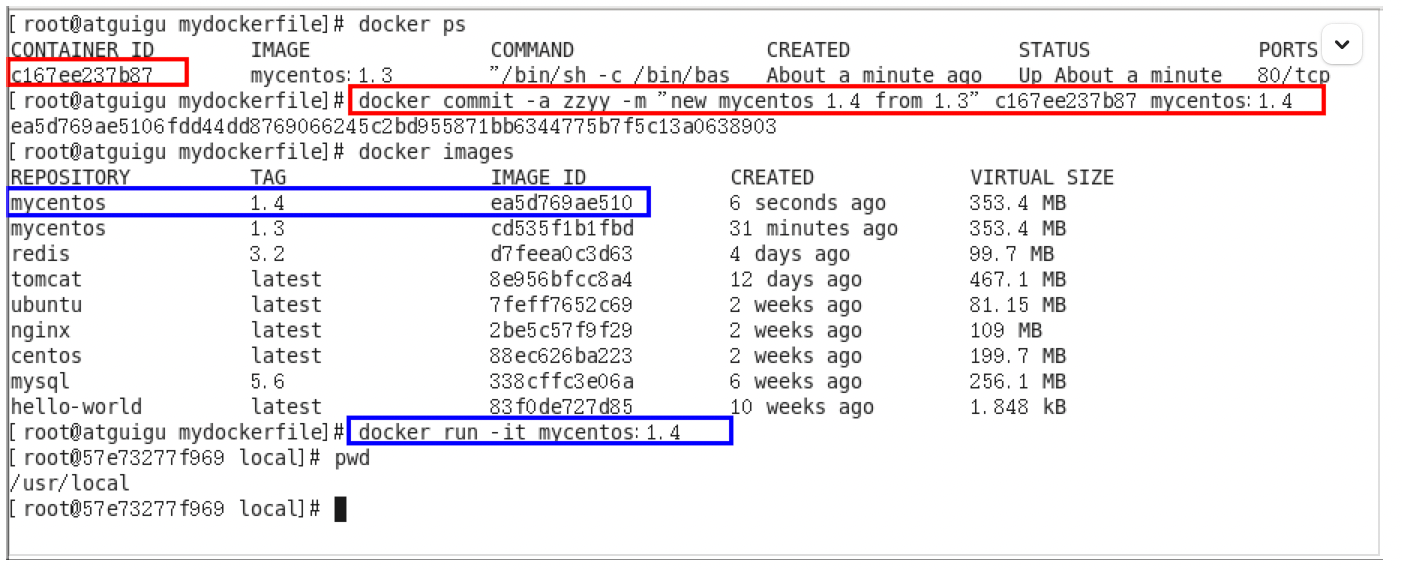 [root@atguigu mydockerfile]# docker ps
CONTAINER ID IMAGE COMMAND CREATED STATUS PORTS
c167ee237b87 mycentos:1.3 "/bin/sh -c /bin/bas About a minute ago Up About a minute 80/tcp
[root@atguigu mydockerfile]# docker commit -a zzyy -m "new mycentos 1.4 from 1.3" c167ee237b87 mycentos:1.4
ea5d769ae5106fdd44dd8769066245c2bd955871bb6344775b7f5c13a0638903
[root@atguigu mydockerfile]# docker images
REPOSITORY TAG IMAGE ID CREATED VIRTUAL SIZE
mycentos 1.4 ea5d769ae510 6 seconds ago 353.4 MB
mycentos 1.3 cd535f1b1fbd 31 minutes ago 353.4 MB
redis 3.2 d7feea0c3d63 4 days ago 99.7 MB
tomcat latest 8e956bfcc8a4 12 days ago 467.1 MB
ubuntu latest 7feff7652c69 2 weeks ago 81.15 MB
nginx latest 2be5c57f9f29 2 weeks ago 109 MB
centos latest 88ec626ba223 2 weeks ago 199.7 MB
mysql 5.6 338cffc3e06a 6 weeks ago 256.1 MB
hello-world latest 83f0de727d85 10 weeks ago 1.848 kB
[root@atguigu mydockerfile]# docker run -it mycentos:1.4
[root@57e73277f969 local]# pwd
/usr/local
[root@57e73277f969 local]#